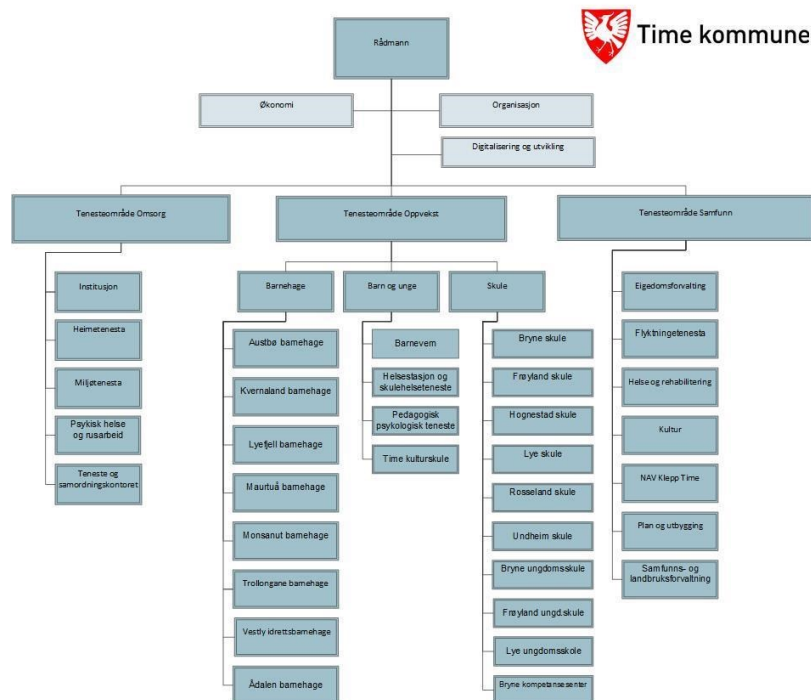 Time kommune
Rådmann
Økonomi
Organisasjon
Digitalisering og utvikling
Tenesteområde Omsorg
Tenesteområde Oppvekst
Tenesteområde Samfunn
Institusjon
Heimetenesta
Miljøtenesta
Psykisk helse
og rusarbeid
Teneste og
samordningskontoret
Barnehage
Austbø barnehage
Kvernaland barnehage
Lyefjell barnehage
Maurtuå barnehage
Monsanut barnehage
Trollongane barnehage
Vestly idrettsbarnehage
Ådalen barnehage
Barn og unge
Barnevern
Helsestasjon og
skulehelseteneste
Pedagogisk
psykologisk teneste
Time kulturskule
Skule
Bryne skule
Frøyland skule
Hognestad skule
Lye skule
Rosseland skule
Undheim skule
Bryne ungdomsskule
Frøyland ungd.skule
Lye ungdomsskole
Bryne kompetansesenter
Eigedomsforvalting
Flyktningetenesta
Helse og rehabilitering
Kultur
NAV Klepp Time
Plan og utbygging
Samfunns- og
landbruksforvaltning